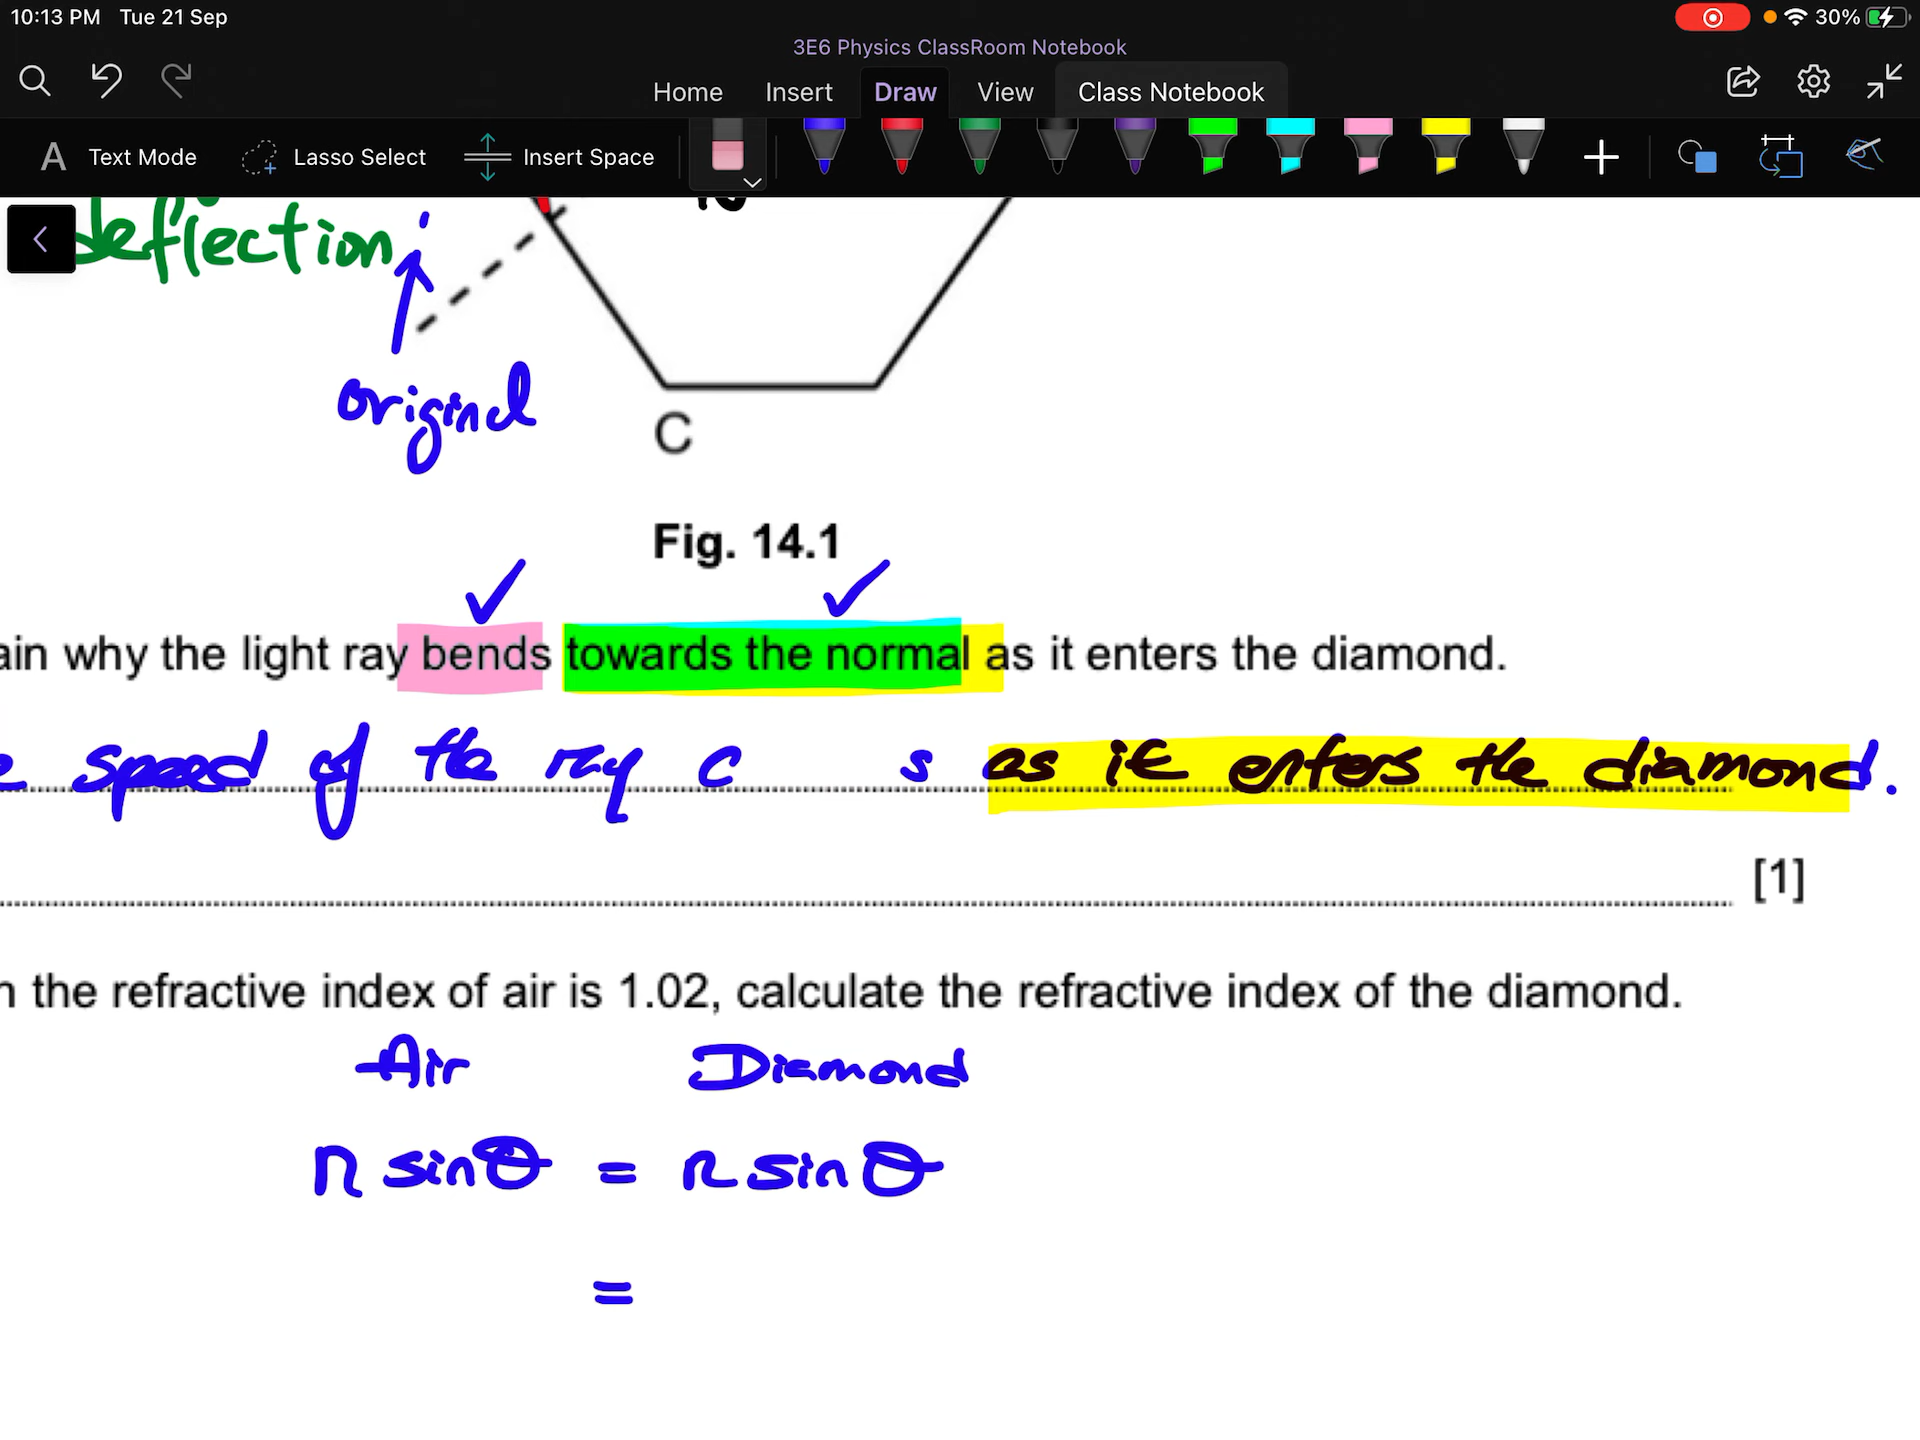 10:13 PM Tue 21 Sep
30%
3E6 Physics ClassRoom Notebook
Home Insert Draw View Class Notebook
A Text Mode Lasso Select Insert Space
deflection
original
C
Fig. 14.1
ain why the light ray bends towards the normal as it enters the diamond.
e speed of the ray c s as it enters the diamond.
[1]
n the refractive index of air is 1.02, calculate the refractive index of the diamond.
Air Diamond
n sinθ = n sinθ
=